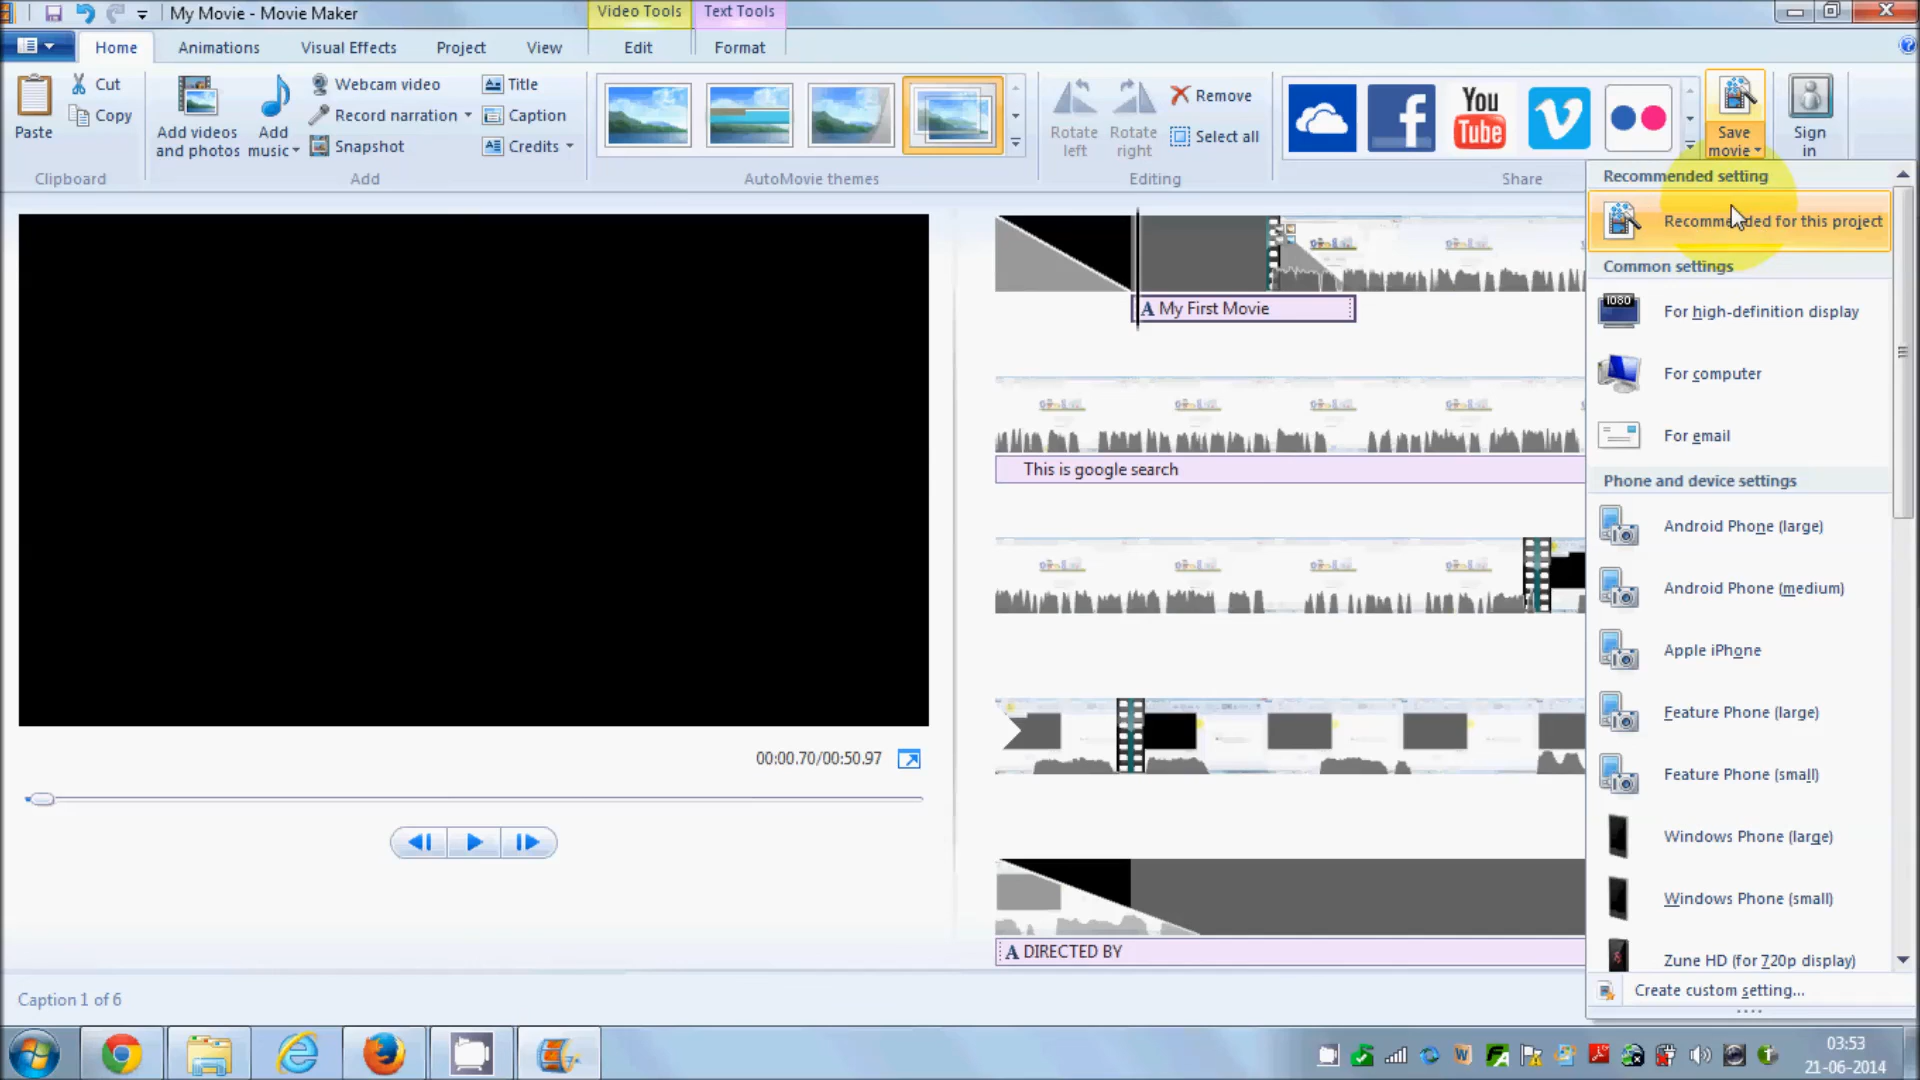 My Movie - Movie Maker
Video Tools
Text Tools
Home
Animations
Visual Effects
Project
View
Edit
Format
Paste
Cut
Copy
Clipboard
Add videos
and photos
Add
music
Webcam video
Record narration
Snapshot
Title
Caption
Credits
Add
AutoMovie themes
Rotate
left
Rotate
right
Remove
Select all
Editing
You
Tube
Share
Save
movie
Sign
in
Recommended setting
Recommended for this project
Common settings
1080
For high-definition display
For computer
For email
Phone and device settings
Android Phone (large)
Android Phone (medium)
Apple iPhone
Feature Phone (large)
Feature Phone (small)
Windows Phone (large)
Windows Phone (small)
Zune HD (for 720p display)
Create custom setting...
A My First Movie
This is google search
A DIRECTED BY
00:00.70/00:50.97
Caption 1 of 6
03:53
21-06-2014